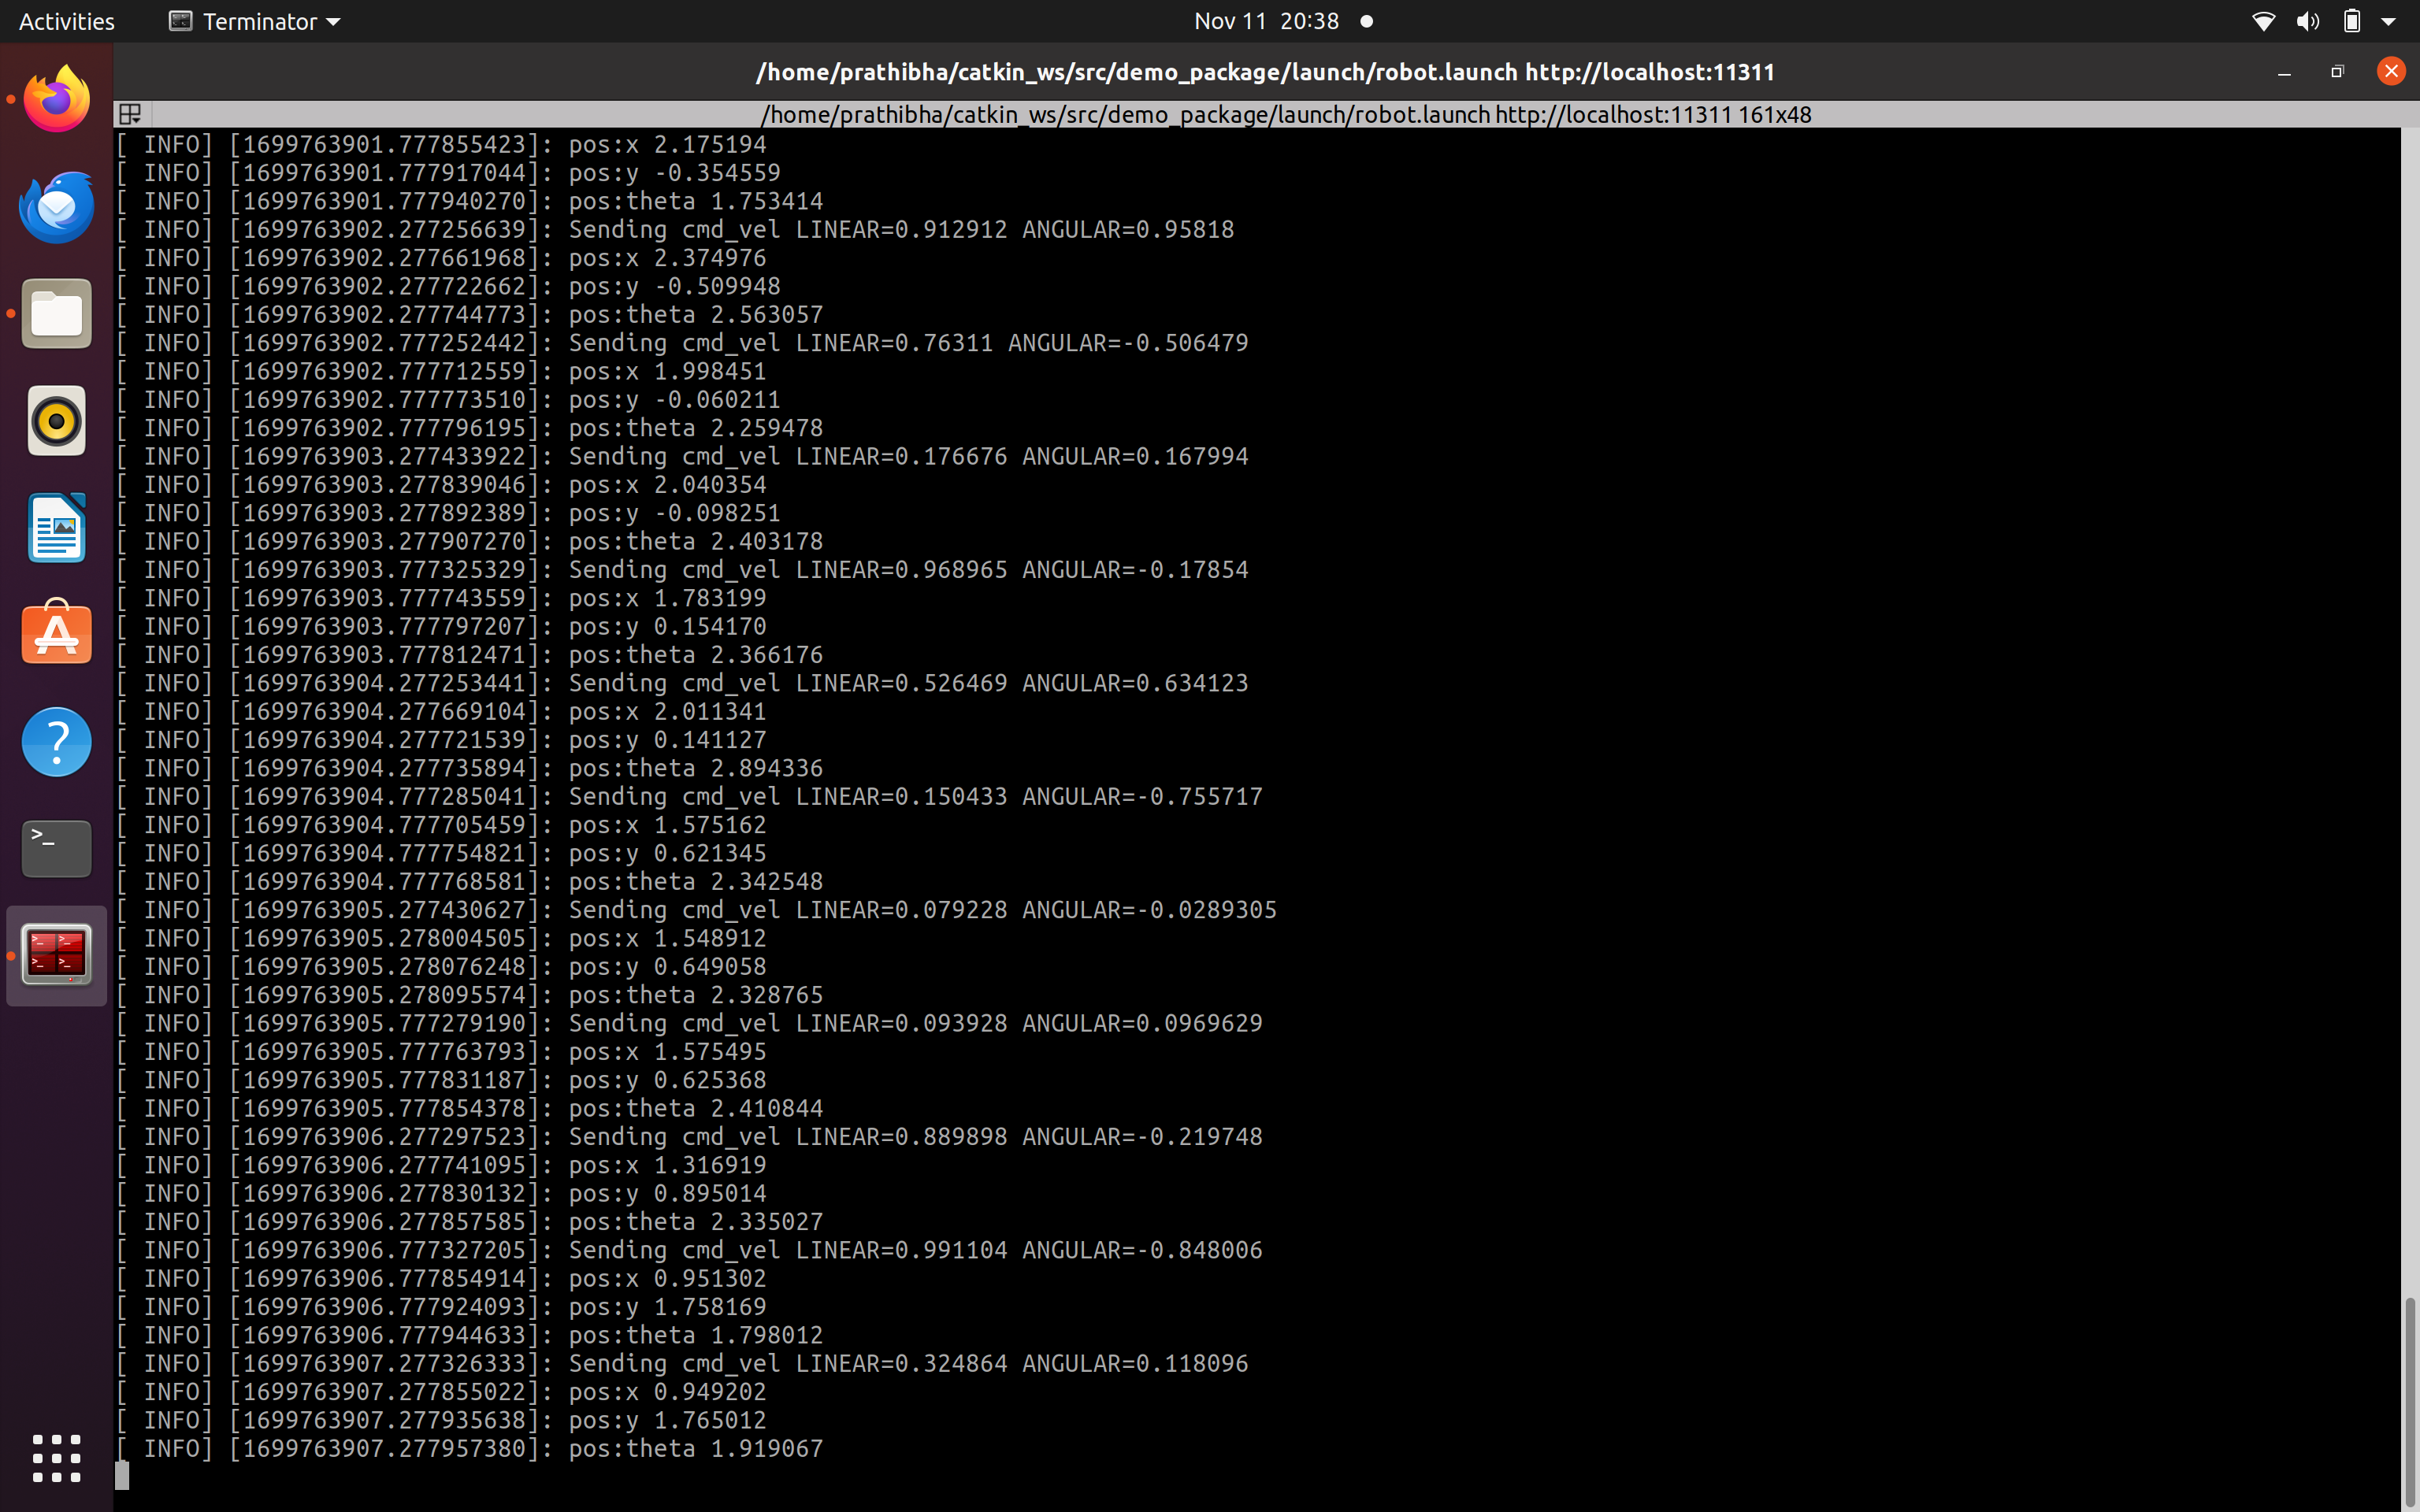 Activities Terminator Nov 11 20:38
/home/prathibha/catkin_ws/src/demo_package/launch/robot.launch http://localhost:11311
/home/prathibha/catkin_ws/src/demo_package/launch/robot.launch http://localhost:11311 161x48
[ INFO] [1699763901.777855423]: pos:x 2.175194
[ INFO] [1699763901.777917044]: pos:y -0.354559
[ INFO] [1699763901.777940270]: pos:theta 1.753414
[ INFO] [1699763902.277256639]: Sending cmd_vel LINEAR=0.912912 ANGULAR=0.95818
[ INFO] [1699763902.277661968]: pos:x 2.374976
[ INFO] [1699763902.277722662]: pos:y -0.509948
[ INFO] [1699763902.277744773]: pos:theta 2.563057
[ INFO] [1699763902.777252442]: Sending cmd_vel LINEAR=0.76311 ANGULAR=-0.506479
[ INFO] [1699763902.777712559]: pos:x 1.998451
[ INFO] [1699763902.777773510]: pos:y -0.060211
[ INFO] [1699763902.777796195]: pos:theta 2.259478
[ INFO] [1699763903.277433922]: Sending cmd_vel LINEAR=0.176676 ANGULAR=0.167994
[ INFO] [1699763903.277839046]: pos:x 2.040354
[ INFO] [1699763903.277892389]: pos:y -0.098251
[ INFO] [1699763903.277907270]: pos:theta 2.403178
[ INFO] [1699763903.777325329]: Sending cmd_vel LINEAR=0.968965 ANGULAR=-0.17854
[ INFO] [1699763903.777743559]: pos:x 1.783199
[ INFO] [1699763903.777797207]: pos:y 0.154170
[ INFO] [1699763903.777812471]: pos:theta 2.366176
[ INFO] [1699763904.277253441]: Sending cmd_vel LINEAR=0.526469 ANGULAR=0.634123
[ INFO] [1699763904.277669104]: pos:x 2.011341
[ INFO] [1699763904.277721539]: pos:y 0.141127
[ INFO] [1699763904.277735894]: pos:theta 2.894336
[ INFO] [1699763904.777285041]: Sending cmd_vel LINEAR=0.150433 ANGULAR=-0.755717
[ INFO] [1699763904.777705459]: pos:x 1.575162
[ INFO] [1699763904.777754821]: pos:y 0.621345
[ INFO] [1699763904.777768581]: pos:theta 2.342548
[ INFO] [1699763905.277430627]: Sending cmd_vel LINEAR=0.079228 ANGULAR=-0.0289305
[ INFO] [1699763905.278004505]: pos:x 1.548912
[ INFO] [1699763905.278076248]: pos:y 0.649058
[ INFO] [1699763905.278095574]: pos:theta 2.328765
[ INFO] [1699763905.777279190]: Sending cmd_vel LINEAR=0.093928 ANGULAR=0.0969629
[ INFO] [1699763905.777763793]: pos:x 1.575495
[ INFO] [1699763905.777831187]: pos:y 0.625368
[ INFO] [1699763905.777854378]: pos:theta 2.410844
[ INFO] [1699763906.277297523]: Sending cmd_vel LINEAR=0.889898 ANGULAR=-0.219748
[ INFO] [1699763906.277741095]: pos:x 1.316919
[ INFO] [1699763906.277830132]: pos:y 0.895014
[ INFO] [1699763906.277857585]: pos:theta 2.335027
[ INFO] [1699763906.777327205]: Sending cmd_vel LINEAR=0.991104 ANGULAR=-0.848006
[ INFO] [1699763906.777854914]: pos:x 0.951302
[ INFO] [1699763906.777924093]: pos:y 1.758169
[ INFO] [1699763906.777944633]: pos:theta 1.798012
[ INFO] [1699763907.277326333]: Sending cmd_vel LINEAR=0.324864 ANGULAR=0.118096
[ INFO] [1699763907.277855022]: pos:x 0.949202
[ INFO] [1699763907.277935638]: pos:y 1.765012
[ INFO] [1699763907.277957380]: pos:theta 1.919067